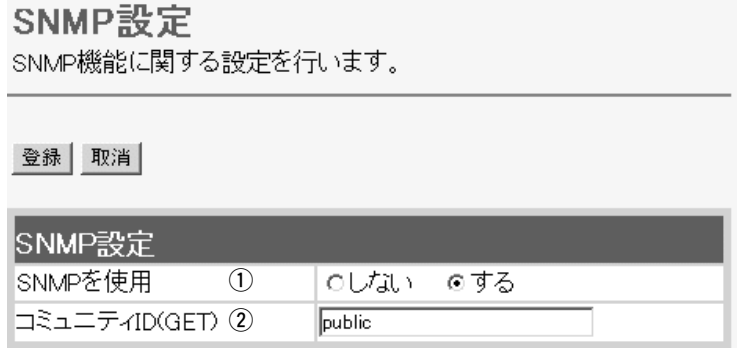 SNMP設定
SNMP機能に関する設定を行います。
登録 取消
SNMP設定
SNMPを使用 ① しない する
コミュニティID(GET) ② public